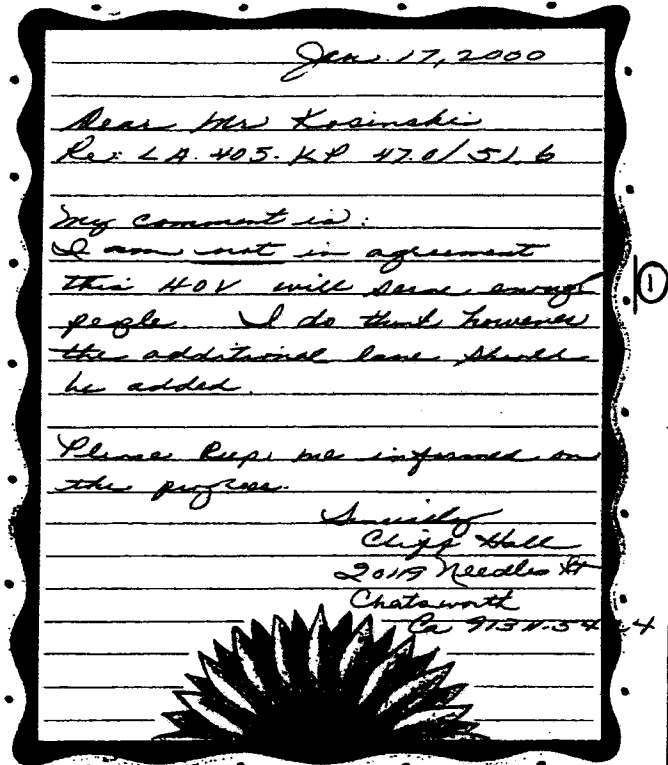 Jan. 17, 2000
Dear Mr Kosinski
Re: LA. 405. KP 47.0/51.6
My comment is:
I am not in agreement
this HOV will serve enough
people. I do think however
the additional lane should
be added.
Please keep me informed on
the progress.
Sincerely
Cliff Hall
Needles St
Chatsworth
Ca
1